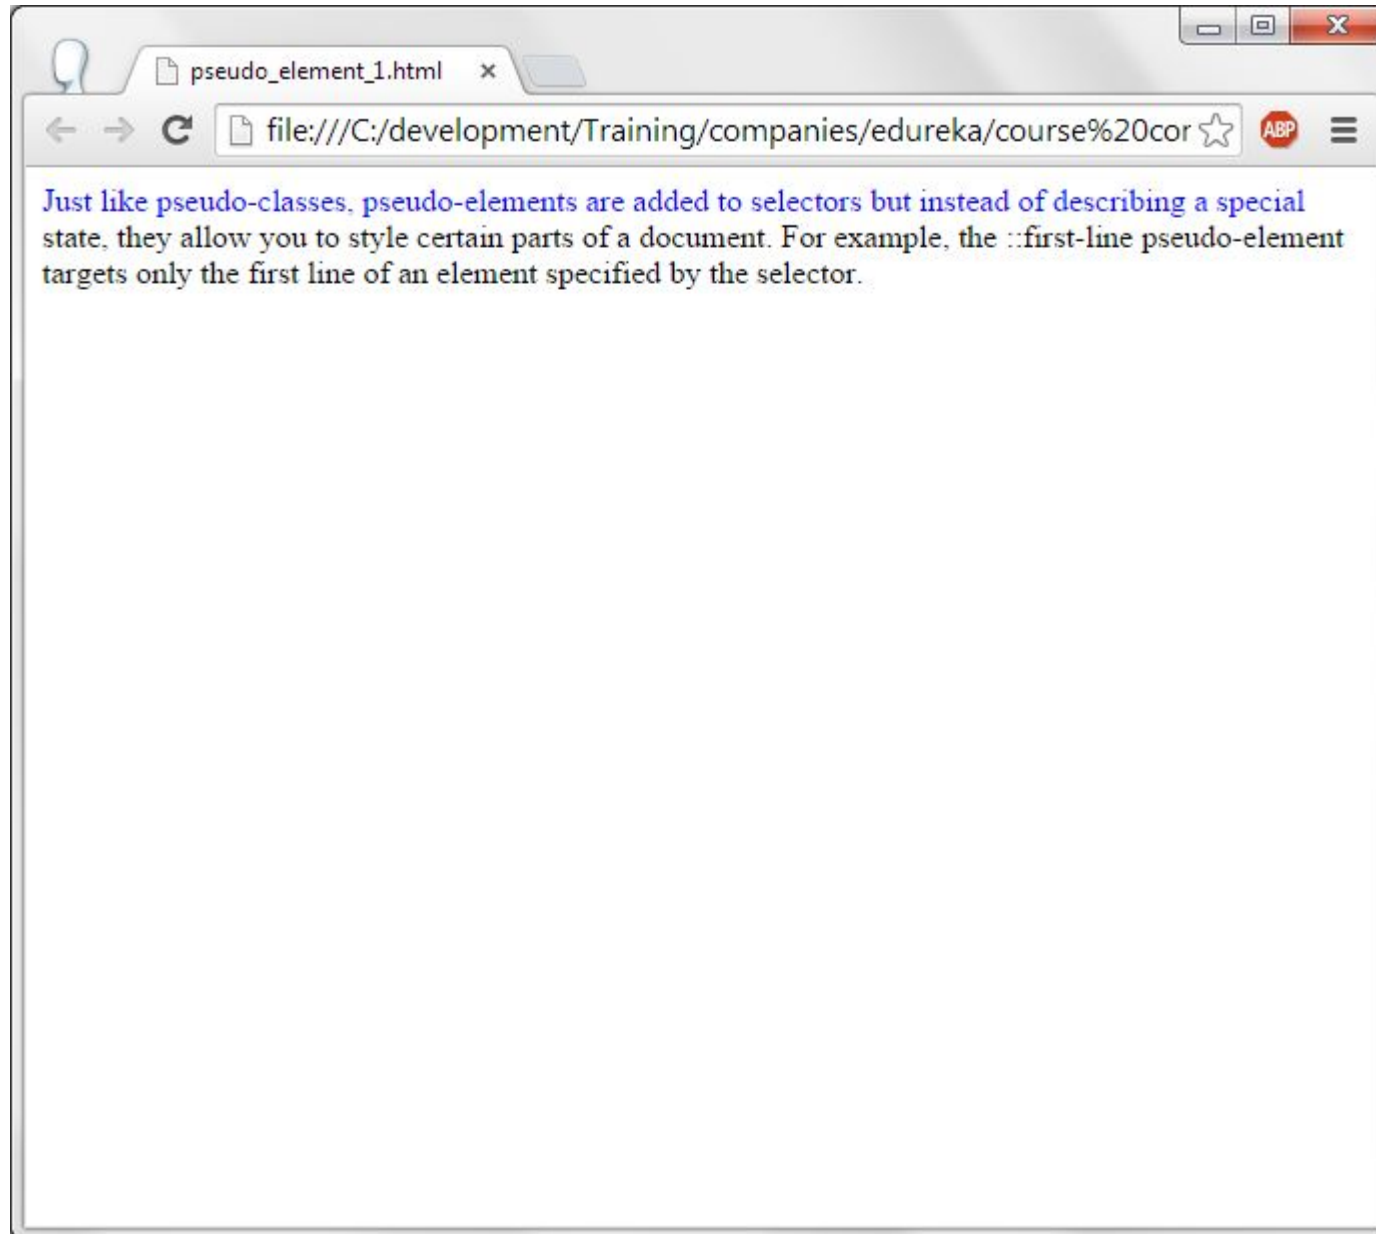 pseudo_element_1.html
file:///C:/development/Training/companies/edureka/course%20cor
ABP
Just like pseudo-classes, pseudo-elements are added to selectors but instead of describing a special
state, they allow you to style certain parts of a document. For example, the ::first-line pseudo-element
targets only the first line of an element specified by the selector.